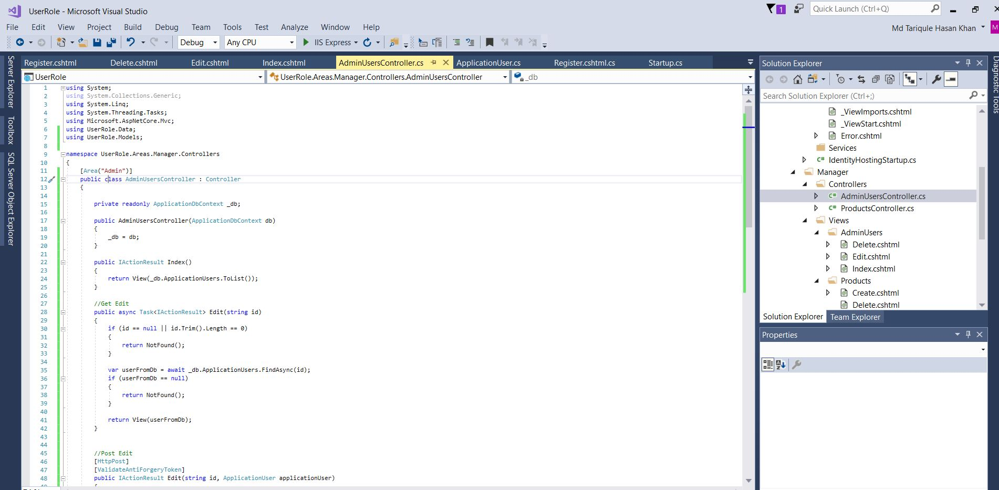 UserRole - Microsoft Visual Studio
1
Quick Launch (Ctrl+Q)
File Edit View Project Build Debug Team Tools Test Analyze Window Help
Md Tariqule Hasan Khan
M
Debug Any CPU IIS Express
Server Explorer
Toolbox
SQL Server Object Explorer
Register.cshtml Delete.cshtml Edit.cshtml Index.cshtml AdminUsersController.cs ApplicationUser.cs Register.cshtml.cs Startup.cs
UserRole UserRole.Areas.Manager.Controllers.AdminUsersController _db
1 using System;
2 using System.Collections.Generic;
3 using System.Linq;
4 using System.Threading.Tasks;
5 using Microsoft.AspNetCore.Mvc;
6 using UserRole.Data;
7 using UserRole.Models;
8
9 namespace UserRole.Areas.Manager.Controllers
10 {
11 [Area("Admin")]
12 public class AdminUsersController : Controller
13 {
14
15 private readonly ApplicationDbContext _db;
16
17 public AdminUsersController(ApplicationDbContext db)
18 {
19 _db = db;
20 }
21
22 public IActionResult Index()
23 {
24 return View(_db.ApplicationUsers.ToList());
25 }
26
27 //Get Edit
28 public async Task<IActionResult> Edit(string id)
29 {
30 if (id == null || id.Trim().Length == 0)
31 {
32 return NotFound();
33 }
34
35 var userFromDb = await _db.ApplicationUsers.FindAsync(id);
36 if (userFromDb == null)
37 {
38 return NotFound();
39 }
40
41 return View(userFromDb);
42 }
43
44
45 //Post Edit
46 [HttpPost]
47 [ValidateAntiForgeryToken]
48 public IActionResult Edit(string id, ApplicationUser applicationUser)
Solution Explorer
Search Solution Explorer (Ctrl+;)
_ViewImports.cshtml
_ViewStart.cshtml
Error.cshtml
Services
C# IdentityHostingStartup.cs
Manager
Controllers
C# AdminUsersController.cs
C# ProductsController.cs
Views
AdminUsers
Delete.cshtml
Edit.cshtml
Index.cshtml
Products
Create.cshtml
Delete.cshtml
Solution Explorer Team Explorer
Properties
Diagnostic Tools